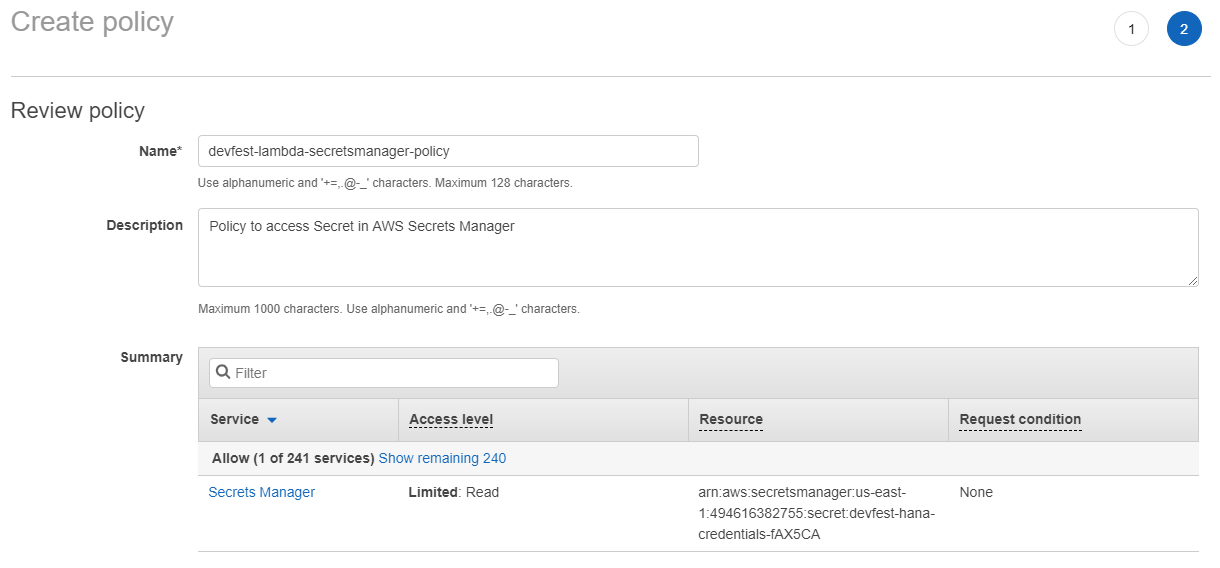 Create policy
1
2
Review policy
Name*
devfest-lambda-secretsmanager-policy
Use alphanumeric and '+=,.@-_' characters. Maximum 128 characters.
Description
Policy to access Secret in AWS Secrets Manager
Maximum 1000 characters. Use alphanumeric and '+=,.@-_' characters.
Summary
Filter
Service Access level Resource Request condition
Allow (1 of 241 services) Show remaining 240
Secrets Manager Limited: Read arn:aws:secretsmanager:us-east- None
1:494616382755:secret:devfest-hana-
credentials-fAX5CA